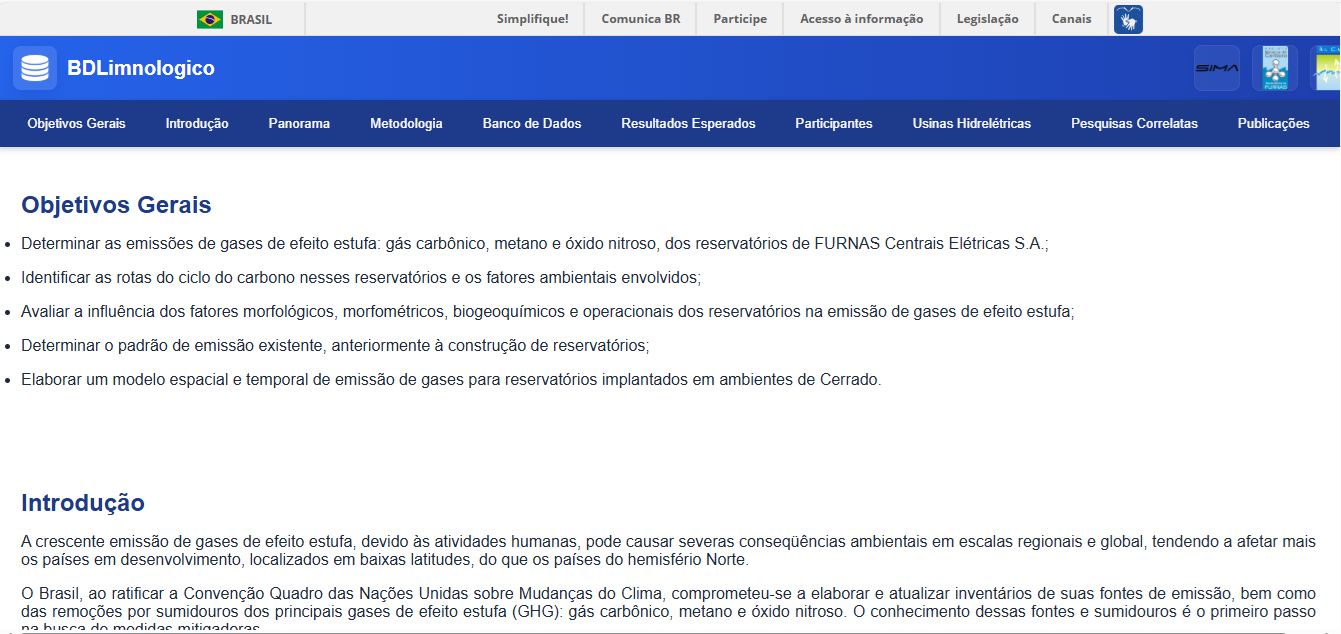 BRASIL
Simplifique!
Comunica BR
Participe
Acesso à informação
Legislação
Canais
BDLimnologico
SIMA
FURNAS
Objetivos Gerais
Introdução
Panorama
Metodologia
Banco de Dados
Resultados Esperados
Participantes
Usinas Hidrelétricas
Pesquisas Correlatas
Publicações
Objetivos Gerais
Determinar as emissões de gases de efeito estufa: gás carbônico, metano e óxido nitroso, dos reservatórios de FURNAS Centrais Elétricas S.A.;
Identificar as rotas do ciclo do carbono nesses reservatórios e os fatores ambientais envolvidos;
Avaliar a influência dos fatores morfológicos, morfométricos, biogeoquímicos e operacionais dos reservatórios na emissão de gases de efeito estufa;
Determinar o padrão de emissão existente, anteriormente à construção de reservatórios;
Elaborar um modelo espacial e temporal de emissão de gases para reservatórios implantados em ambientes de Cerrado.
Introdução
A crescente emissão de gases de efeito estufa, devido às atividades humanas, pode causar severas conseqüências ambientais em escalas regionais e global, tendendo a afetar mais
os países em desenvolvimento, localizados em baixas latitudes, do que os países do hemisfério Norte.
O Brasil, ao ratificar a Convenção Quadro das Nações Unidas sobre Mudanças do Clima, comprometeu-se a elaborar e atualizar inventários de suas fontes de emissão, bem como
das remoções por sumidouros dos principais gases de efeito estufa (GHG): gás carbônico, metano e óxido nitroso. O conhecimento dessas fontes e sumidouros é o primeiro passo
na busca de medidas mitigadoras.